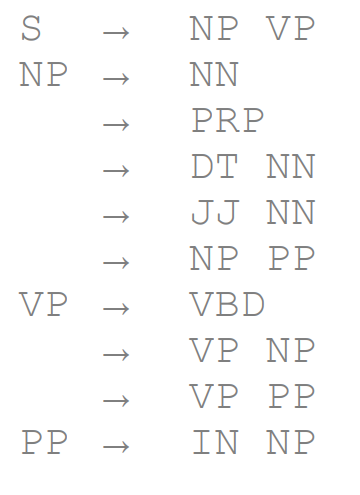 S → NP VP
NP → NN
→ PRP
→ DT NN
→ JJ NN
→ NP PP
VP → VBD
→ VP NP
→ VP PP
PP → IN NP